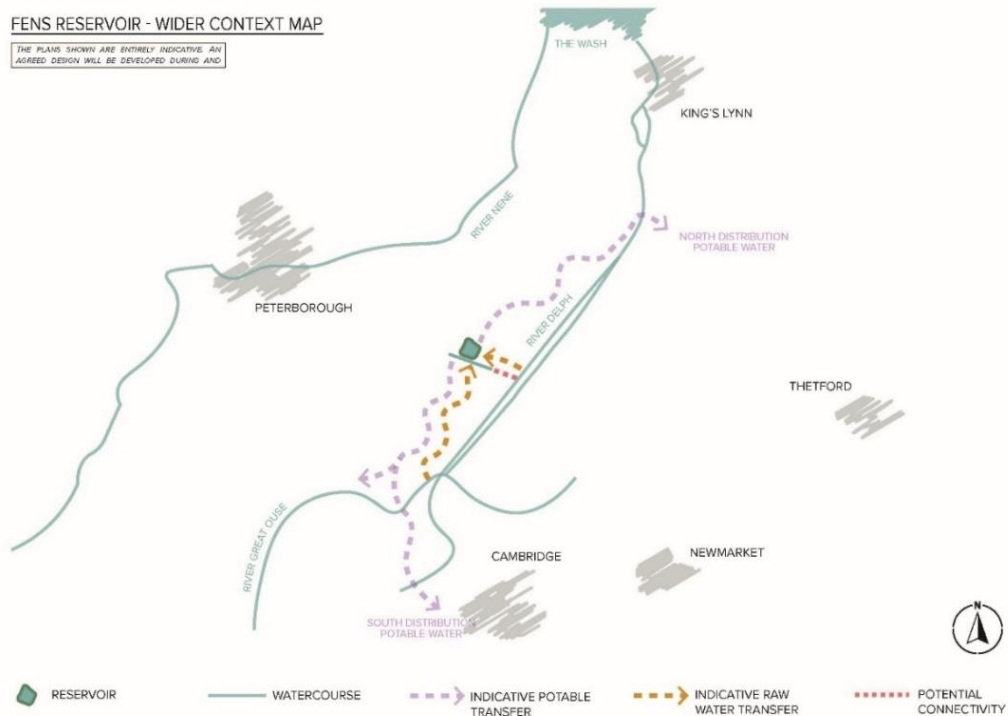 FENS RESERVOIR - WIDER CONTEXT MAP
THE PLANS SHOWN ARE ENTIRELY INDICATIVE. AN
AGREED DESIGN WILL BE DEVELOPED DURING AND
THE WASH
KING'S LYNN
RIVER NENE
NORTH DISTRIBUTION
POTABLE WATER
PETERBOROUGH
RIVER DELPH
THETFORD
RIVER GREAT OUSE
CAMBRIDGE
NEWMARKET
SOUTH DISTRIBUTION
POTABLE WATER
N
RESERVOIR
WATERCOURSE
INDICATIVE POTABLE
TRANSFER
INDICATIVE RAW
WATER TRANSFER
POTENTIAL
CONNECTIVITY